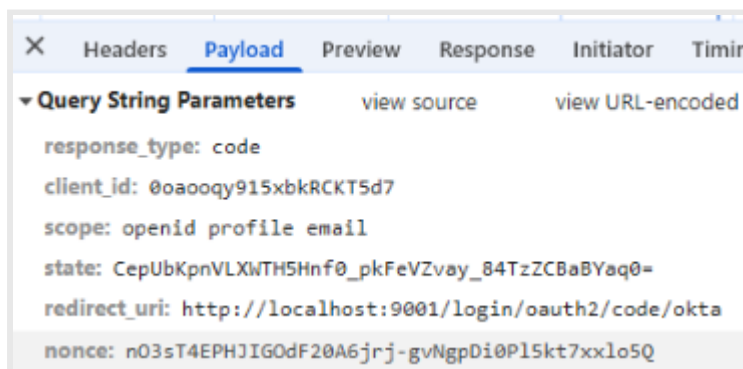 Headers Payload Preview Response Initiator Timin
Query String Parameters view source view URL-encoded
response_type: code
client_id: 0oaooqy915xbkRCKT5d7
scope: openid profile email
state: CepUbKpnVLXWTH5Hnf0_pkFeVZvay_84TzZCBaBYaq0=
redirect_uri: http://localhost:9001/login/oauth2/code/okta
nonce: nO3sT4EPHJIGOdF20A6jrj-gvNgpDi0Pl5kt7xxlo5Q